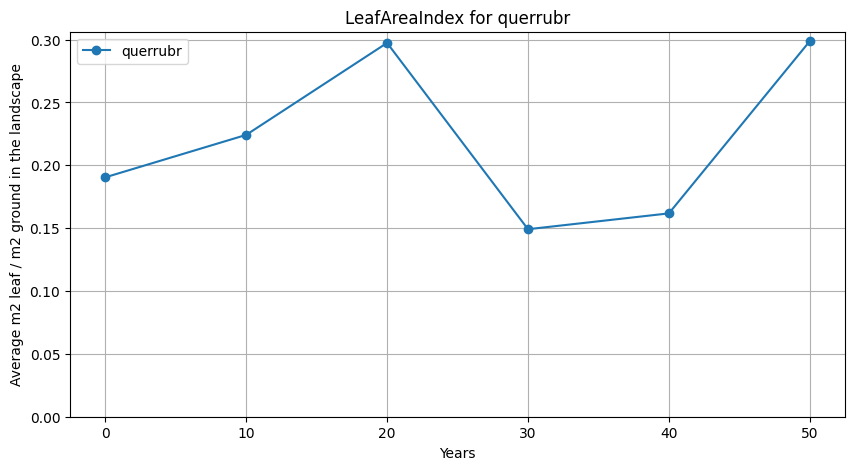 LeafAreaIndex for querrubr
querrubr
Average m2 leaf / m2 ground in the landscape
0.30
0.25
0.20
0.15
0.10
0.05
0.00
0 10 20 30 40 50
Years